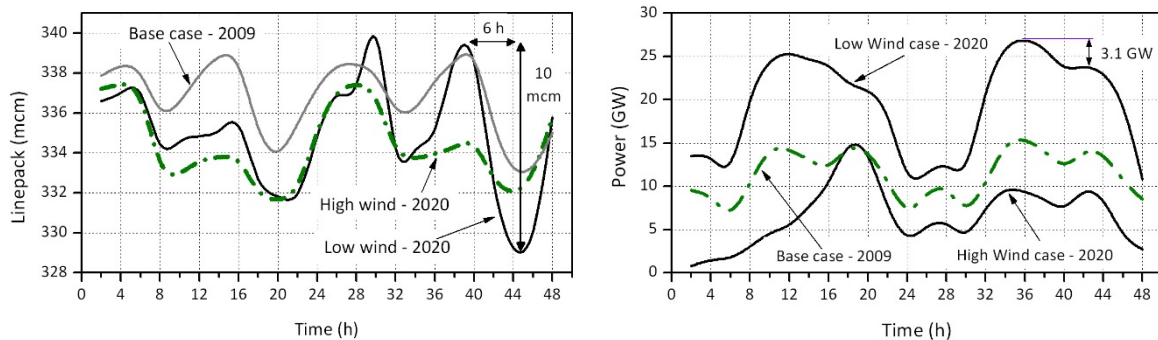 340
338
336
334
332
330
328
Linepack (mcm)
Base case - 2009
6 h
10
mcm
High wind - 2020
Low wind - 2020
0 4 8 12 16 20 24 28 32 36 40 44 48
Time (h)
30
25
20
15
10
5
0
Power (GW)
Low Wind case - 2020
3.1 GW
Base case - 2009
High Wind case - 2020
0 4 8 12 16 20 24 28 32 36 40 44 48
Time (h)